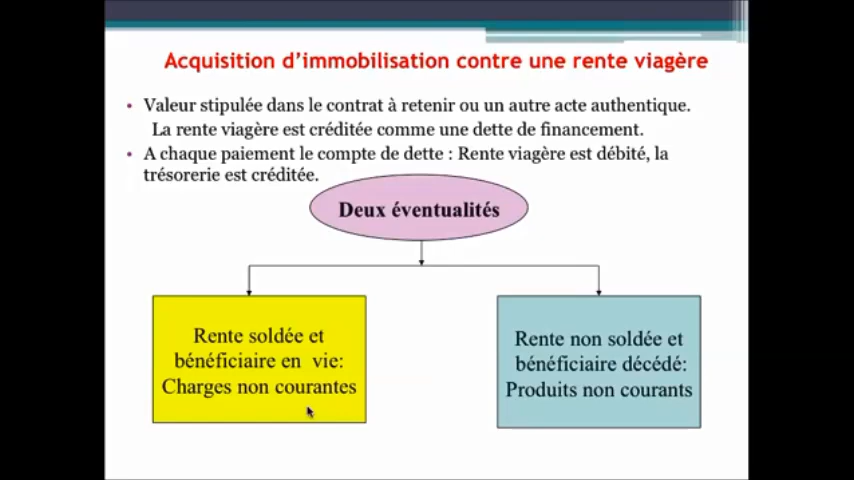 Acquisition d'immobilisation contre une rente viagère
• Valeur stipulée dans le contrat à retenir ou un autre acte authentique.
La rente viagère est créditée comme une dette de financement.
• A chaque paiement le compte de dette : Rente viagère est débité, la
trésorerie est créditée.
Deux éventualités
Rente soldée et
bénéficiaire en vie:
Charges non courantes
Rente non soldée et
bénéficiaire décédé:
Produits non courants